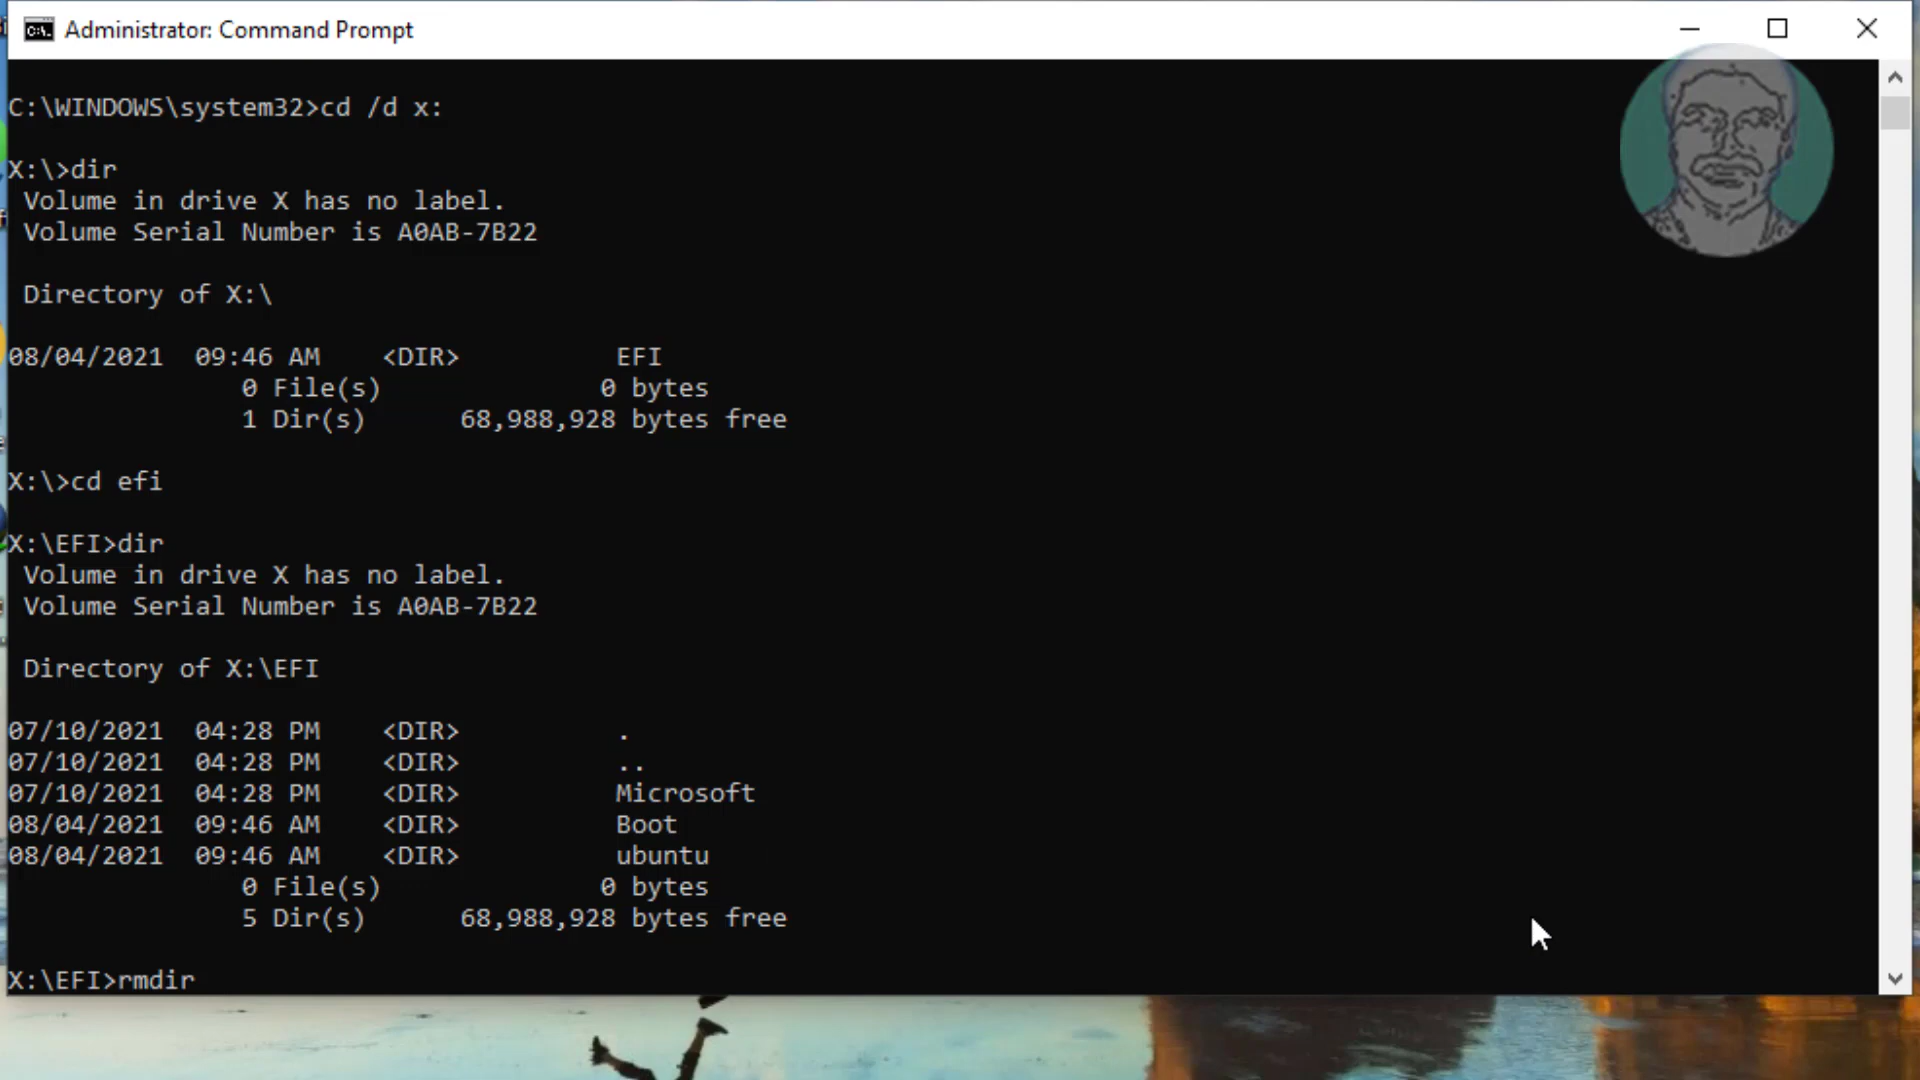 Administrator: Command Prompt
C:\WINDOWS\system32>cd /d x:
X:\>dir
Volume in drive X has no label.
Volume Serial Number is A0AB-7B22
Directory of X:\
08/04/2021  09:46 AM    <DIR>          EFI
0 File(s)              0 bytes
1 Dir(s)      68,988,928 bytes free
X:\>cd efi
X:\EFI>dir
Volume in drive X has no label.
Volume Serial Number is A0AB-7B22
Directory of X:\EFI
07/10/2021  04:28 PM    <DIR>          .
07/10/2021  04:28 PM    <DIR>          ..
07/10/2021  04:28 PM    <DIR>          Microsoft
08/04/2021  09:46 AM    <DIR>          Boot
08/04/2021  09:46 AM    <DIR>          ubuntu
0 File(s)              0 bytes
5 Dir(s)      68,988,928 bytes free
X:\EFI>rmdir